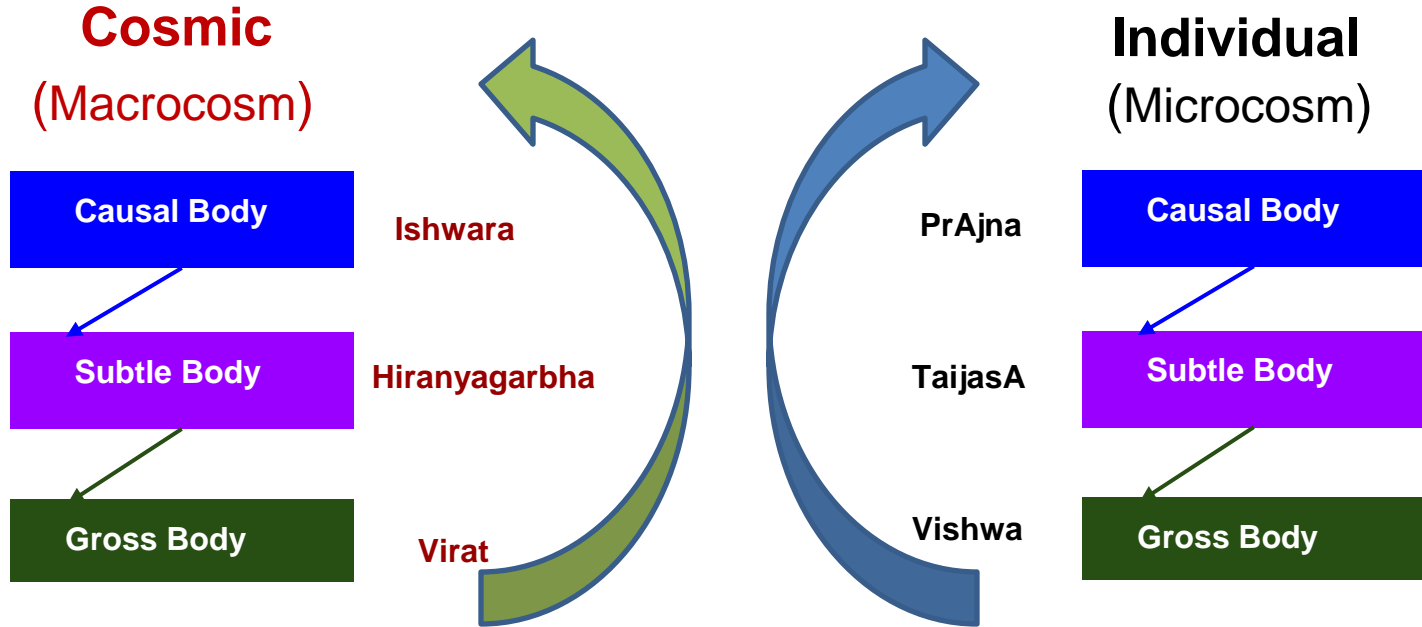 Cosmic
(Macrocosm)
Individual
(Microcosm)
Causal Body
Ishwara
PrAjna
Causal Body
Subtle Body
Hiranyagarbha
TaijasA
Subtle Body
Gross Body
Virat
Vishwa
Gross Body